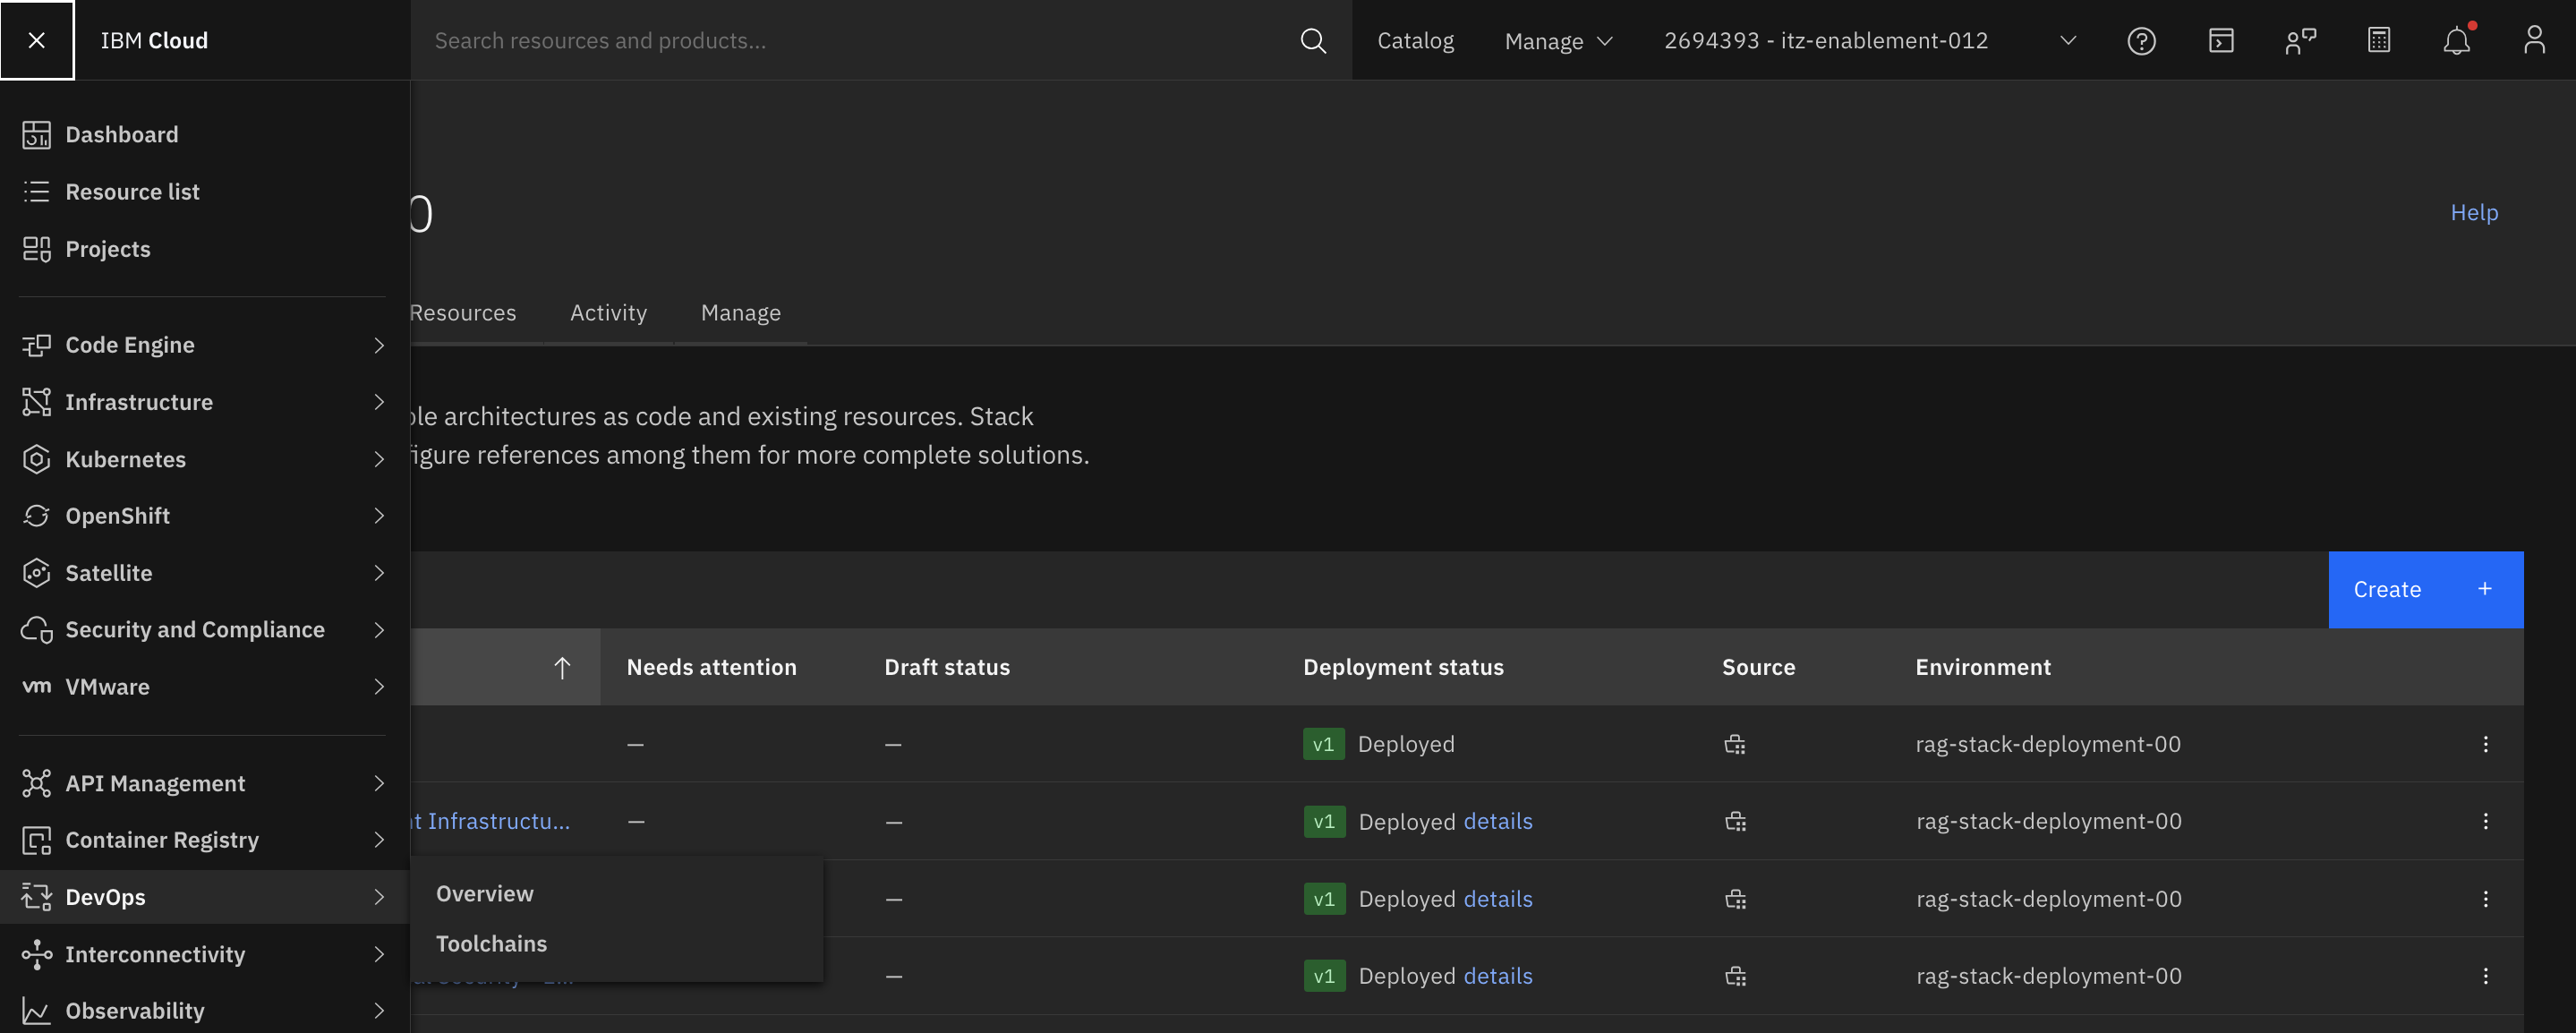 IBM Cloud
Search resources and products...
Catalog
Manage
2694393 - itz-enablement-012
Dashboard
Resource list
Projects
Code Engine
Infrastructure
Kubernetes
OpenShift
Satellite
Security and Compliance
vm VMware
API Management
Container Registry
DevOps
Interconnectivity
Observability
Overview
Toolchains
0
Help
Resources
Activity
Manage
architectures as code and existing resources. Stack
references among them for more complete solutions.
Create +
Needs attention
Draft status
Deployment status
Source
Environment
— — v1 Deployed rag-stack-deployment-00
Infrastructu... — — v1 Deployed details rag-stack-deployment-00
— v1 Deployed details rag-stack-deployment-00
— v1 Deployed details rag-stack-deployment-00